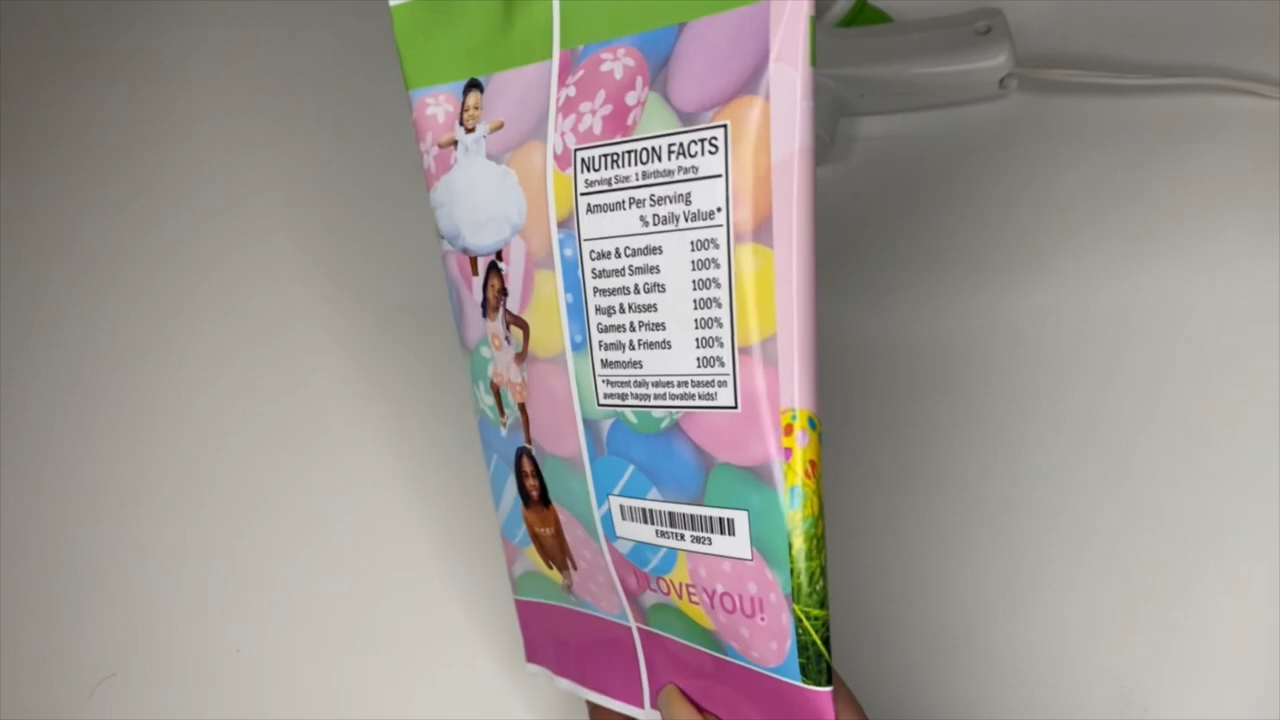 NUTRITION FACTS
Serving Size: 1 Birthday Party
Amount Per Serving
% Daily Value*
Cake & Candies 100%
Satured Smiles 100%
Presents & Gifts 100%
Hugs & Kisses 100%
Games & Prizes 100%
Family & Friends 100%
Memories 100%
*Percent daily values are based on
average happy and lovable kids!
EASTER 2023
I LOVE YOU!